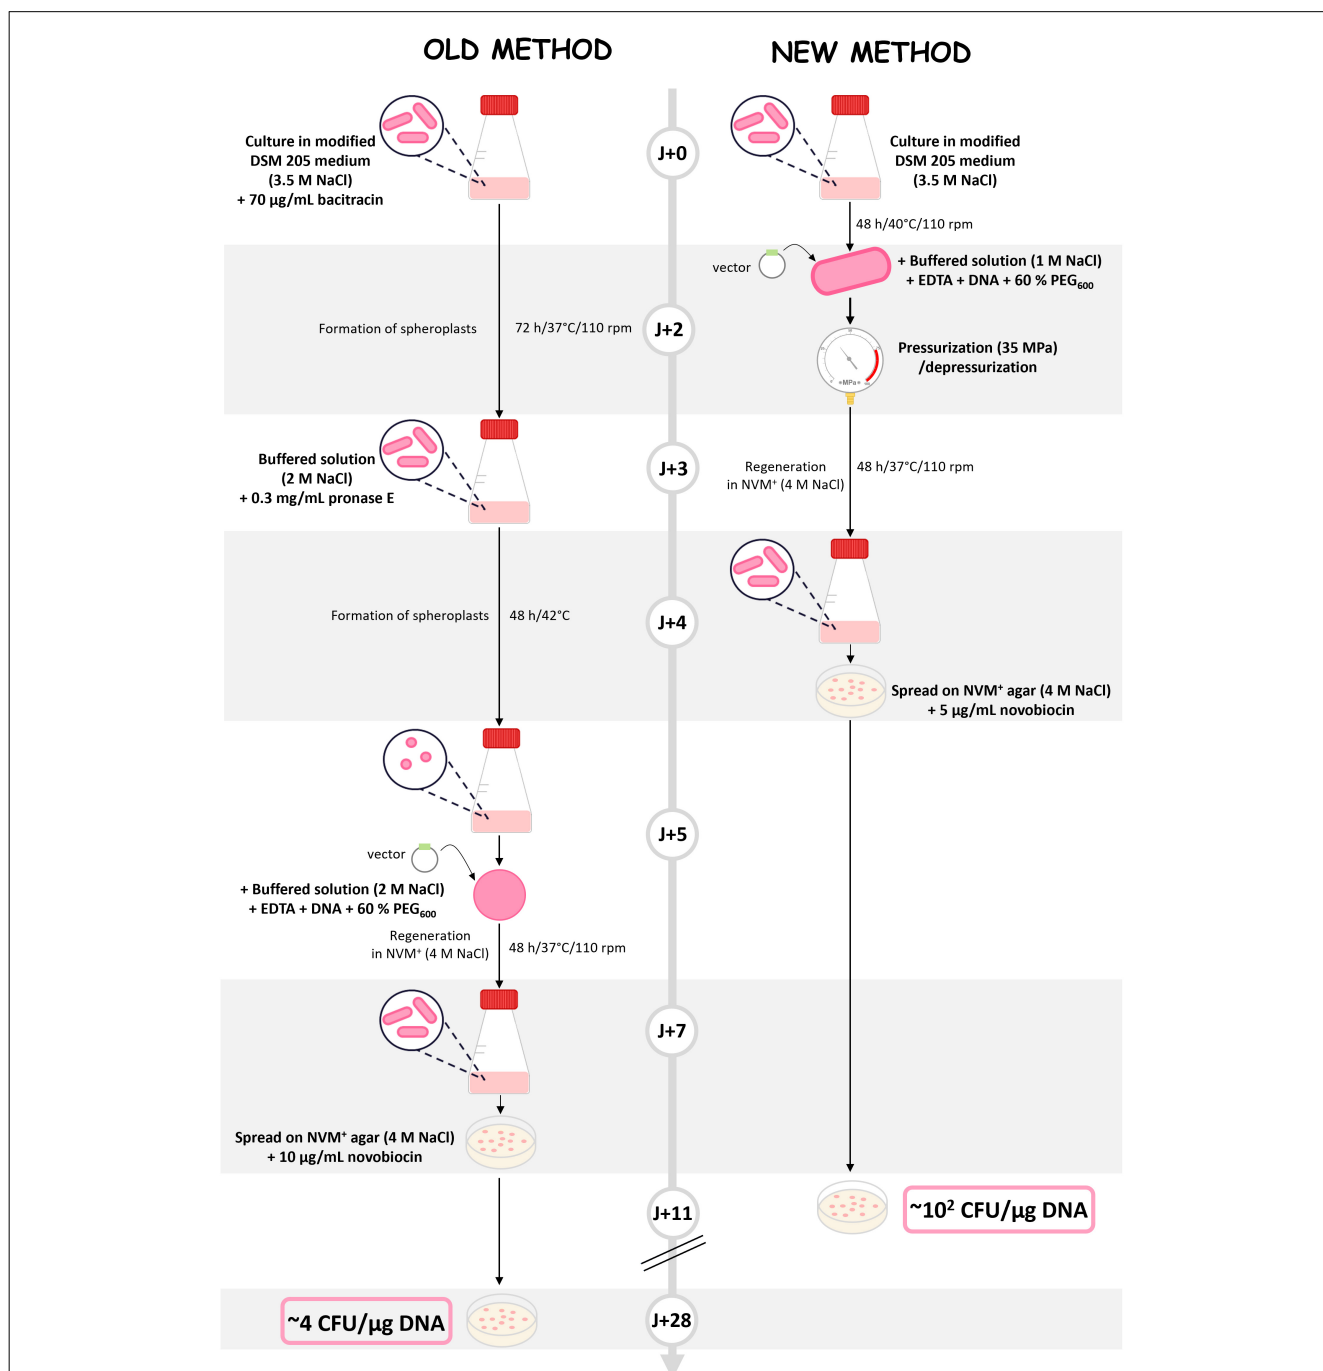 OLD METHOD
NEW METHOD
Culture in modified
DSM 205 medium
(3.5 M NaCl)
+ 70 µg/mL bacitracin
J+0
Culture in modified
DSM 205 medium
(3.5 M NaCl)
48 h/40°C/110 rpm
vector
+ Buffered solution (1 M NaCl)
+ EDTA + DNA + 60 % PEG₆₀₀
Formation of spheroplasts
72 h/37°C/110 rpm
J+2
Pressurization (35 MPa)
/depressurization
MPa
Buffered solution
(2 M NaCl)
+ 0.3 mg/mL pronase E
J+3
Regeneration
in NVM⁺ (4 M NaCl)
48 h/37°C/110 rpm
Formation of spheroplasts
48 h/42°C
J+4
Spread on NVM⁺ agar (4 M NaCl)
+ 5 µg/mL novobiocin
J+5
vector
+ Buffered solution (2 M NaCl)
+ EDTA + DNA + 60 % PEG₆₀₀
Regeneration
in NVM⁺ (4 M NaCl)
48 h/37°C/110 rpm
J+7
Spread on NVM⁺ agar (4 M NaCl)
+ 10 µg/mL novobiocin
J+11
~10² CFU/µg DNA
~4 CFU/µg DNA
J+28